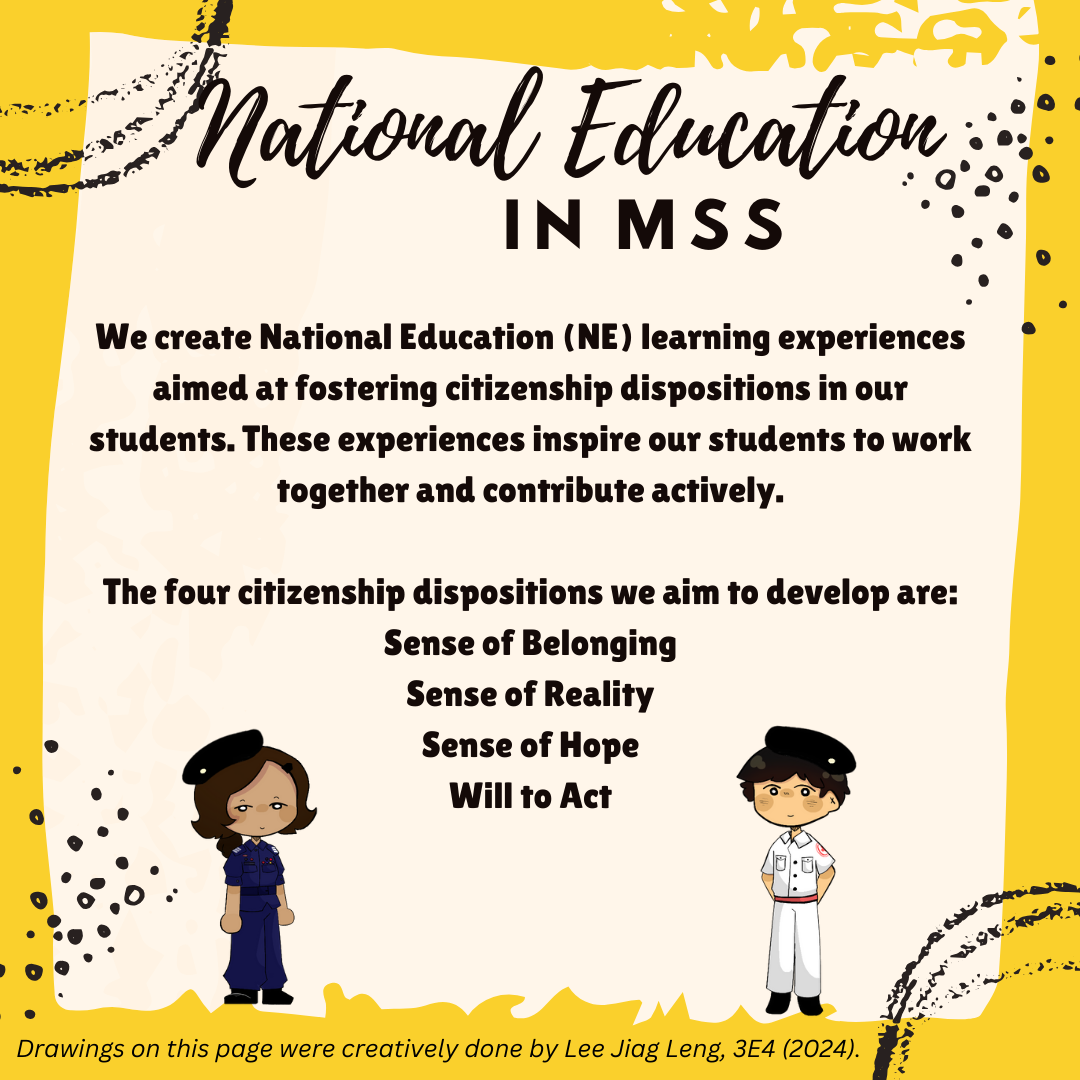 National Education
IN MSS
We create National Education (NE) learning experiences
aimed at fostering citizenship dispositions in our
students. These experiences inspire our students to work
together and contribute actively.
The four citizenship dispositions we aim to develop are:
Sense of Belonging
Sense of Reality
Sense of Hope
Will to Act
Drawings on this page were creatively done by Lee Jiag Leng, 3E4 (2024).